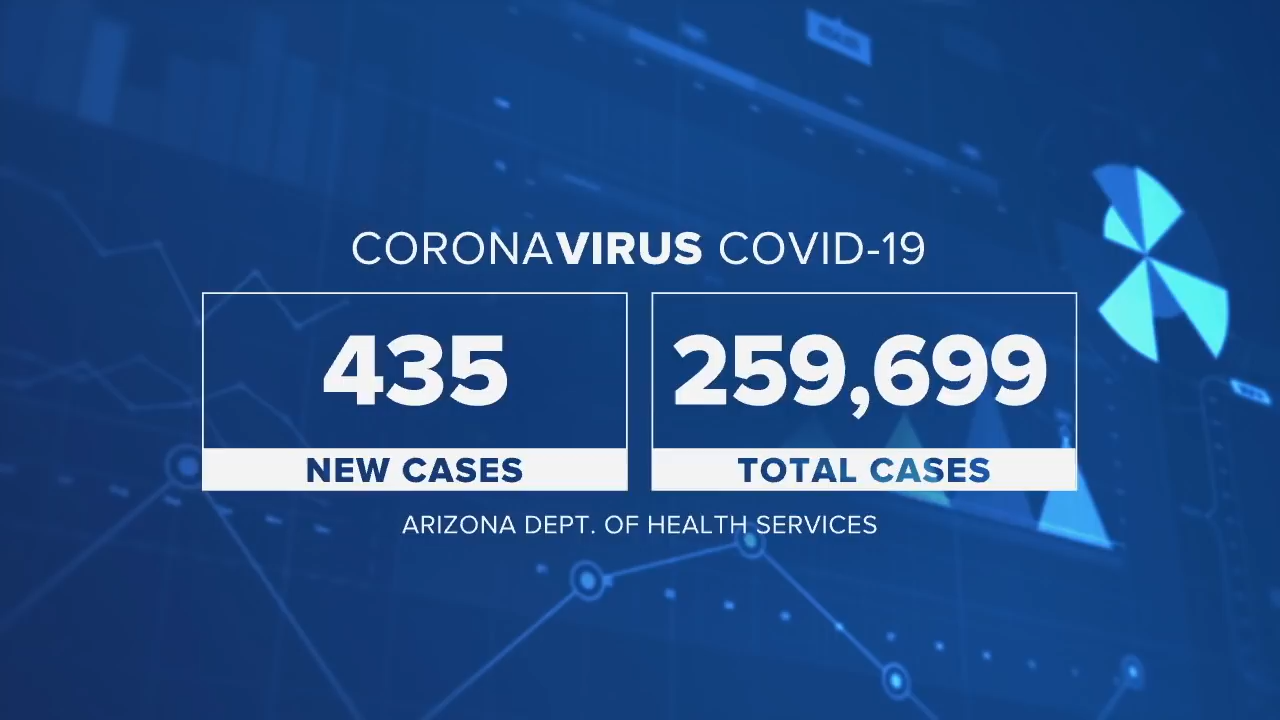 CORONAVIRUS COVID-19
435
NEW CASES
259,699
TOTAL CASES
ARIZONA DEPT. OF HEALTH SERVICES